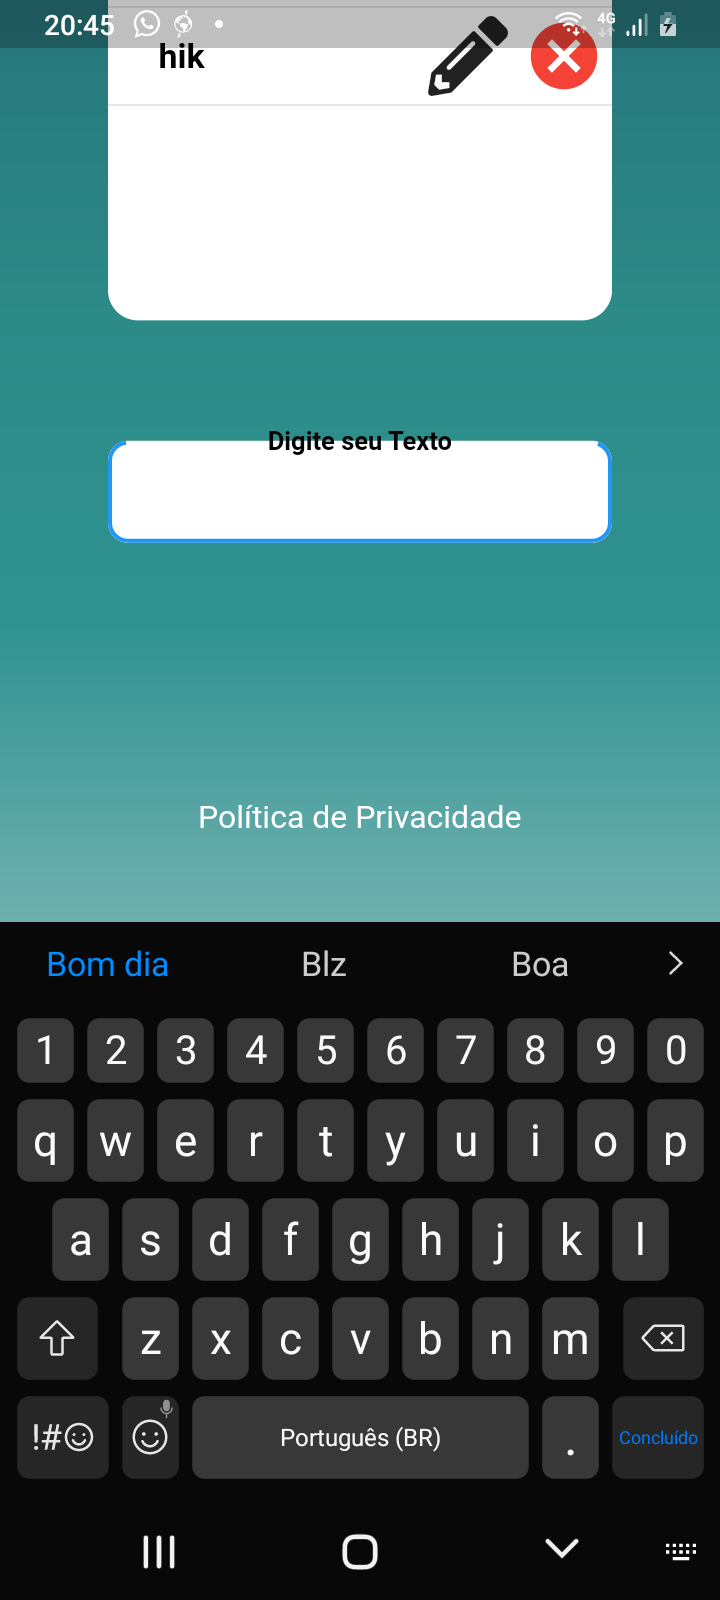 20:45
4G
hik
Digite seu Texto
Política de Privacidade
Bom dia Blz Boa
1 2 3 4 5 6 7 8 9 0
q w e r t y u i o p
a s d f g h j k l
z x c v b n m
!#☺ Português (BR) . Concluído